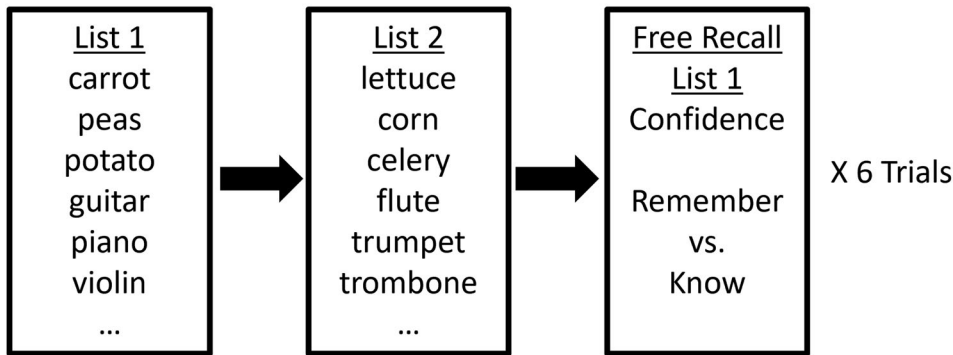 List 1
carrot
peas
potato
guitar
piano
violin
...
List 2
lettuce
corn
celery
flute
trumpet
trombone
...
Free Recall
List 1
Confidence
Remember
vs.
Know
X 6 Trials